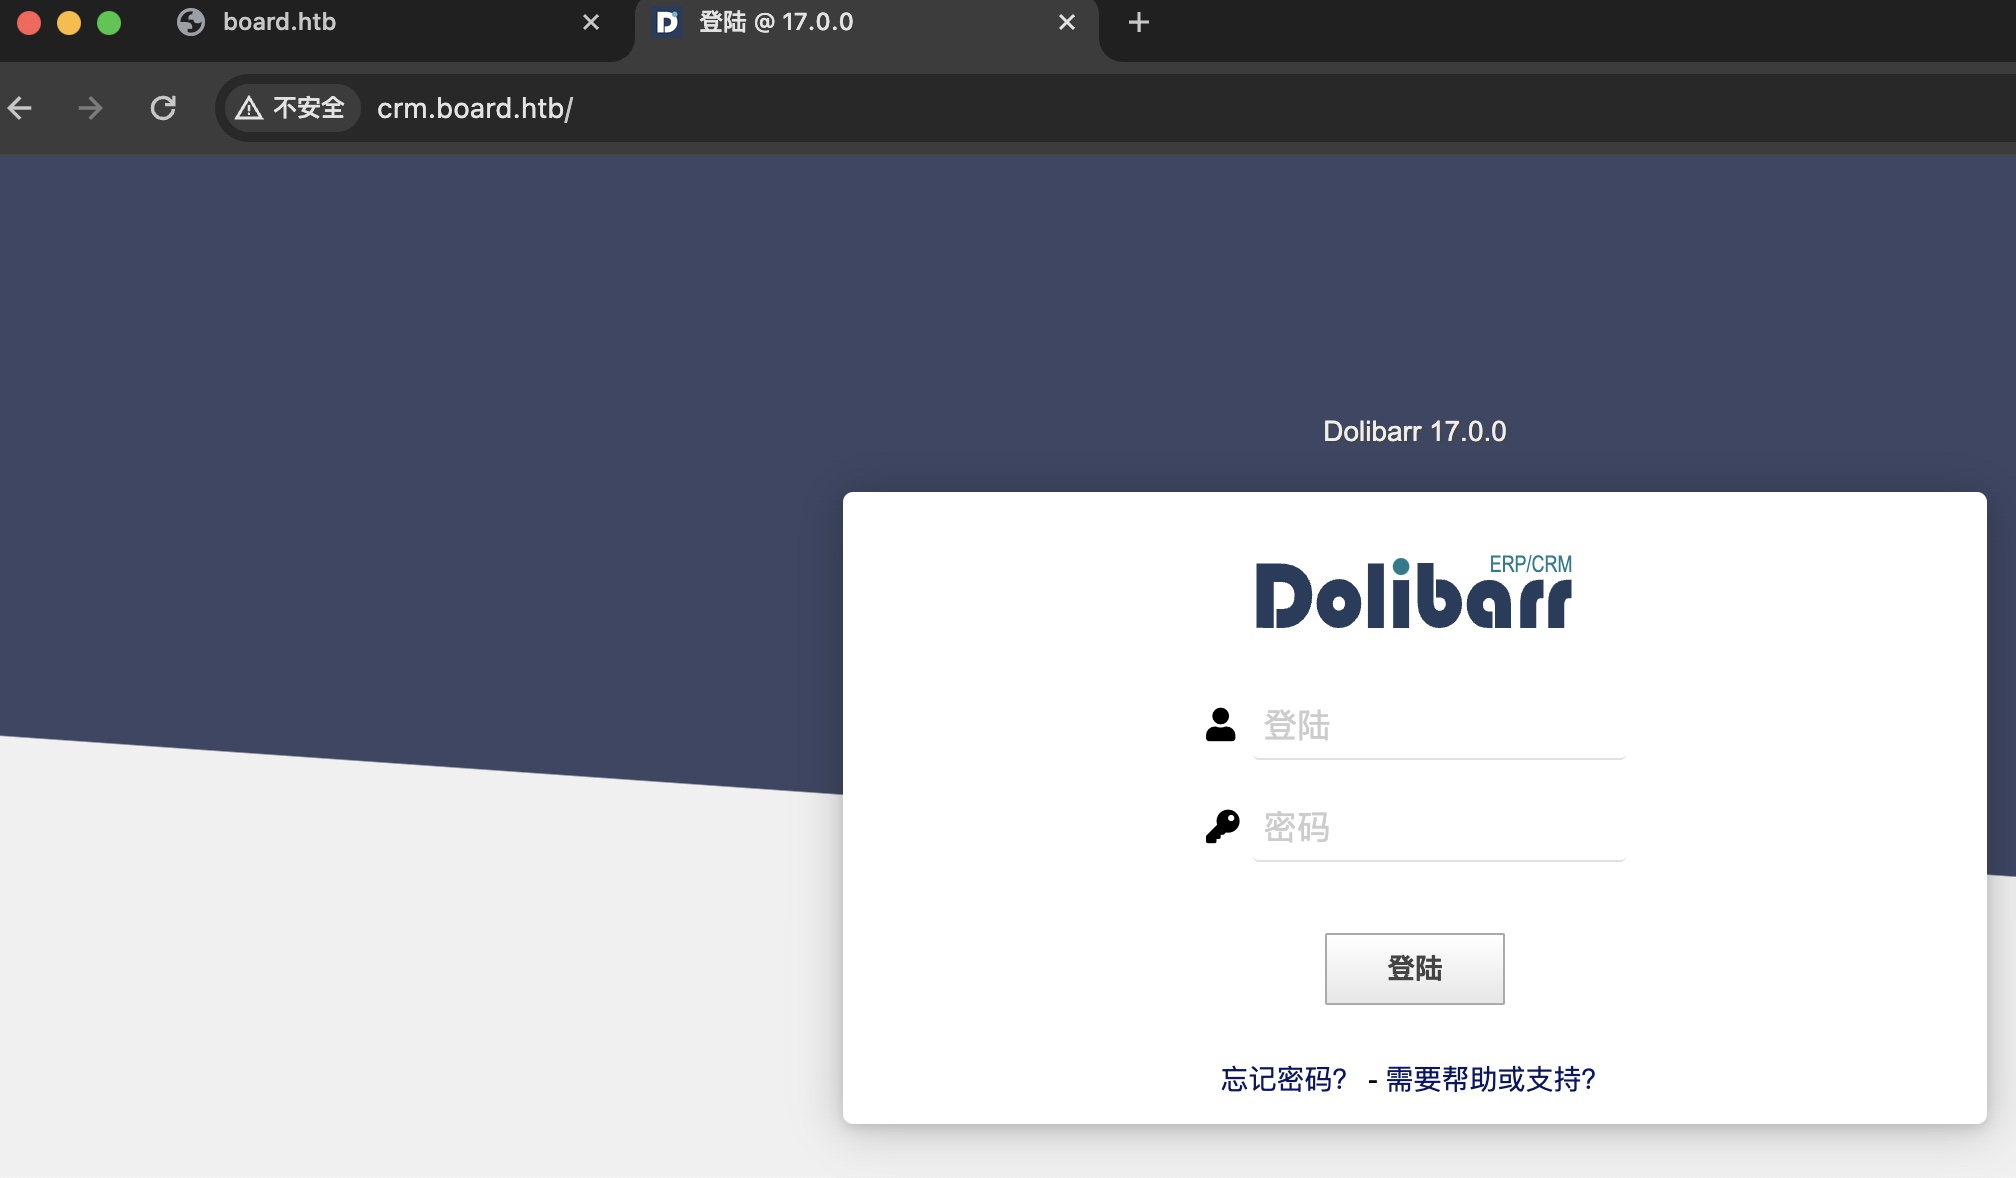 board.htb
登陆 @ 17.0.0
不安全
crm.board.htb/
Dolibarr 17.0.0
Dolibarr ERP/CRM
登陆
密码
登陆
忘记密码? - 需要帮助或支持?